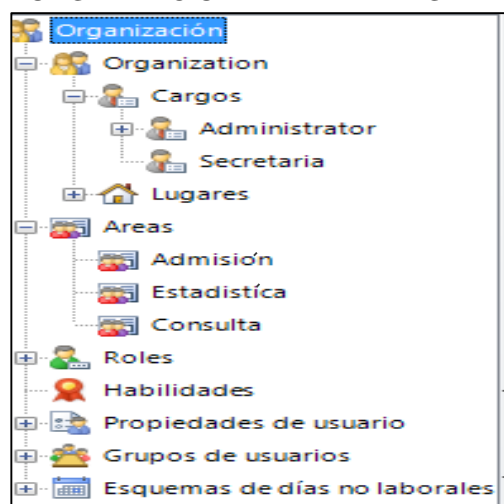 Organización
Organization
Cargos
Administrator
Secretaria
Lugares
Areas
Admisión
Estadistíca
Consulta
Roles
Habilidades
Propiedades de usuario
Grupos de usuarios
Esquemas de días no laborales